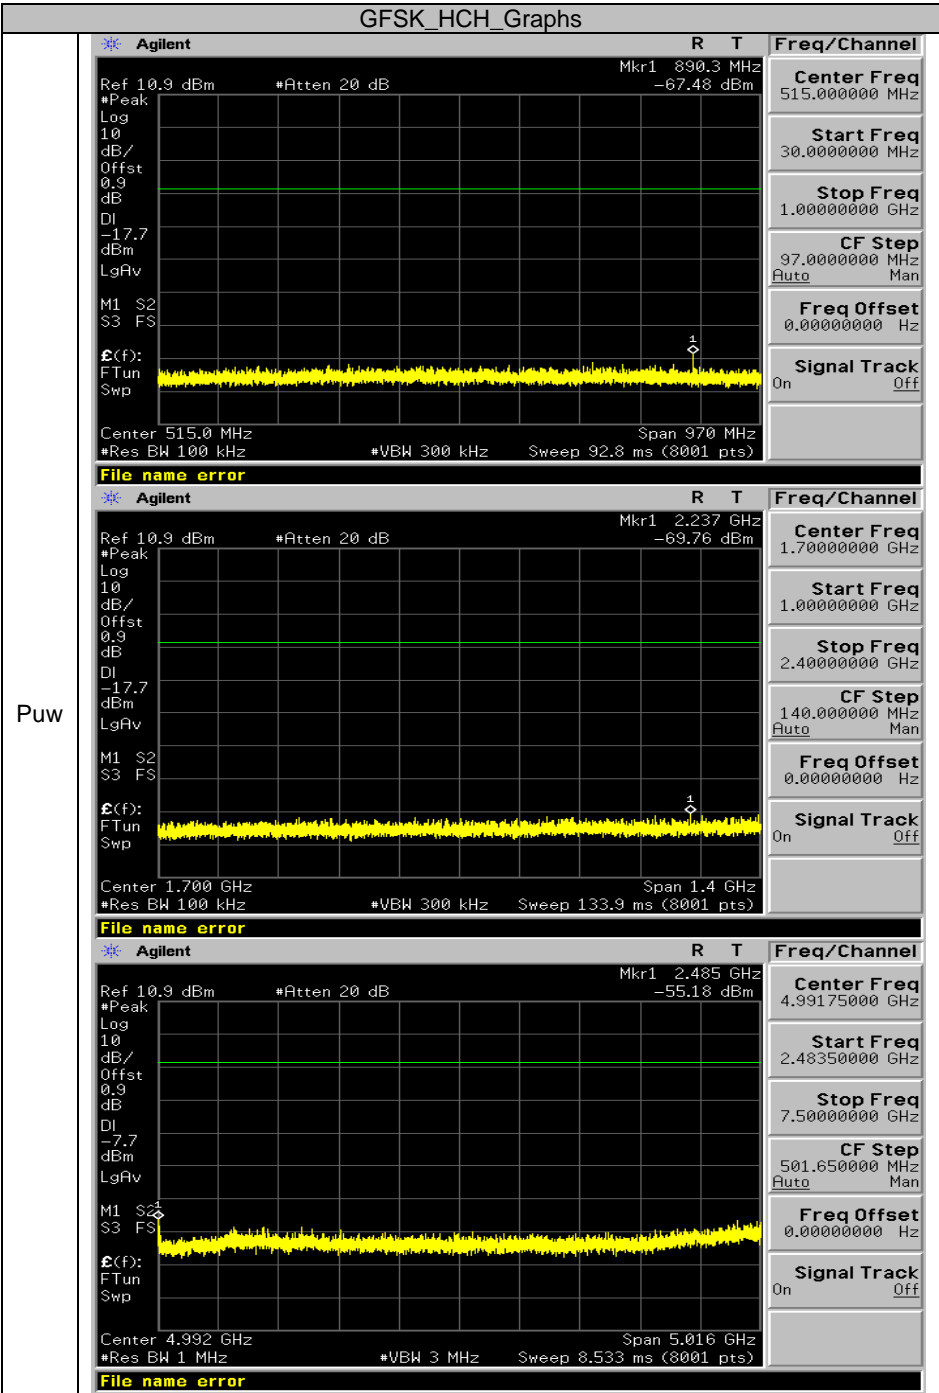 GFSK_HCH_Graphs
Puw
Agilent R T Freq/Channel
Mkr1 890.3 MHz
Ref 10.9 dBm #Atten 20 dB -67.48 dBm
#Peak
Log
10
dB/
Offst
0.9
dB
DI
-17.7
dBm
LgAv
M1 S2
S3 FS
£(f):
FTun
Swp
1
Center 515.0 MHz Span 970 MHz
#Res BW 100 kHz #VBW 300 kHz Sweep 92.8 ms (8001 pts)
File name error
Center Freq
515.000000 MHz
Start Freq
30.0000000 MHz
Stop Freq
1.00000000 GHz
CF Step
97.0000000 MHz
Auto Man
Freq Offset
0.00000000 Hz
Signal Track
On Off
Agilent R T Freq/Channel
Mkr1 2.237 GHz
Ref 10.9 dBm #Atten 20 dB -69.76 dBm
#Peak
Log
10
dB/
Offst
0.9
dB
DI
-17.7
dBm
LgAv
M1 S2
S3 FS
£(f):
FTun
Swp
1
Center 1.700 GHz Span 1.4 GHz
#Res BW 100 kHz #VBW 300 kHz Sweep 133.9 ms (8001 pts)
File name error
Center Freq
1.70000000 GHz
Start Freq
1.00000000 GHz
Stop Freq
2.40000000 GHz
CF Step
140.000000 MHz
Auto Man
Freq Offset
0.00000000 Hz
Signal Track
On Off
Agilent R T Freq/Channel
Mkr1 2.485 GHz
Ref 10.9 dBm #Atten 20 dB -55.18 dBm
#Peak
Log
10
dB/
Offst
0.9
dB
DI
-7.7
dBm
LgAv
1
M1 S2
S3 FS
£(f):
FTun
Swp
Center 4.992 GHz Span 5.016 GHz
#Res BW 1 MHz #VBW 3 MHz Sweep 8.533 ms (8001 pts)
File name error
Center Freq
4.99175000 GHz
Start Freq
2.48350000 GHz
Stop Freq
7.50000000 GHz
CF Step
501.650000 MHz
Auto Man
Freq Offset
0.00000000 Hz
Signal Track
On Off